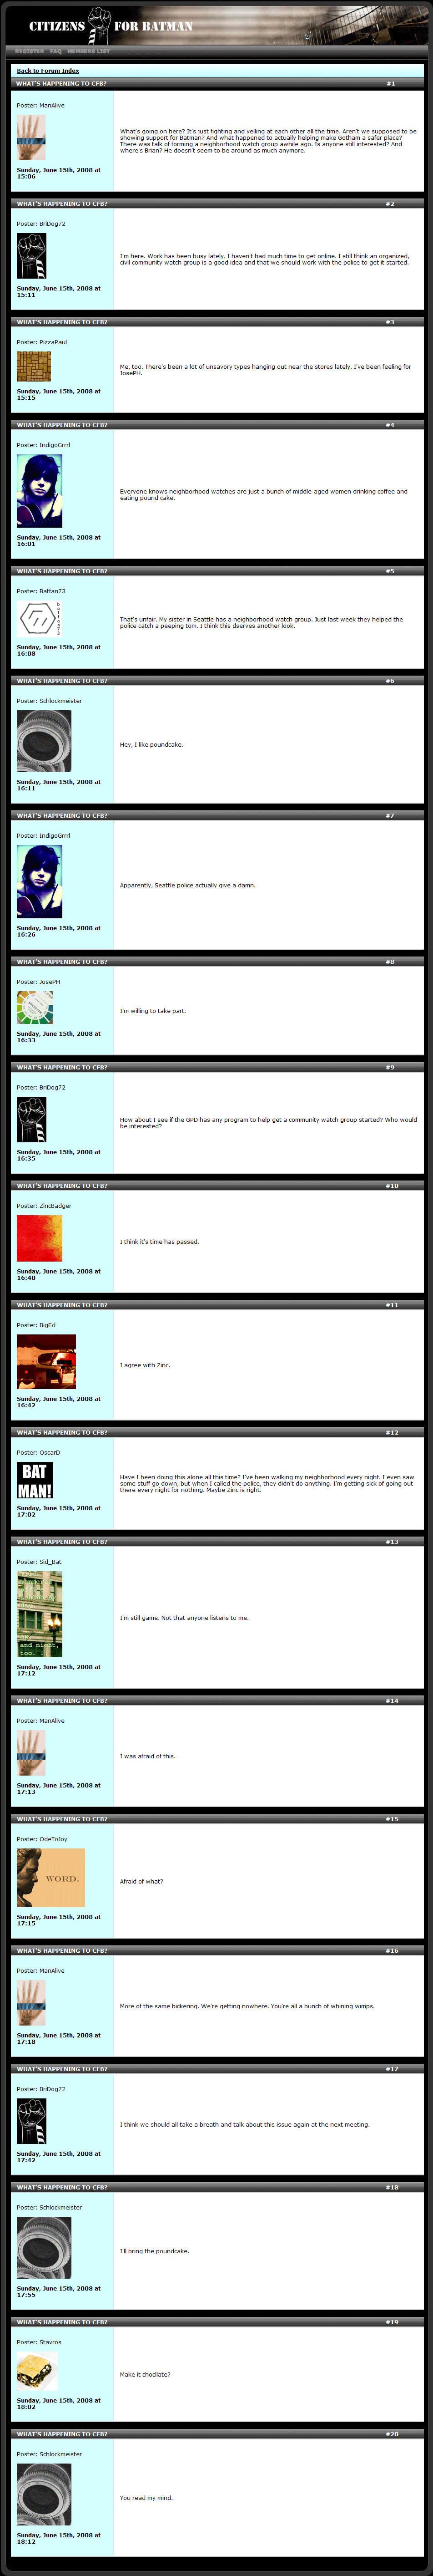 CITIZENS FOR BATMAN
REGISTER FAQ MEMBERS LIST
Back to Forum Index
WHAT'S HAPPENING TO CFB? #1
Poster: ManAlive
Sunday, June 15th, 2008 at
15:06
What's going on here? It's just fighting and yelling at each other all the time. Aren't we supposed to be
showing support for Batman? And what happened to actually helping make Gotham a safer place?
There was talk of forming a neighborhood watch group awhile ago. Is anyone still interested? And
where's Brian? He doesn't seem to be around as much anymore.
WHAT'S HAPPENING TO CFB? #2
Poster: BriDog72
Sunday, June 15th, 2008 at
15:11
I'm here. Work has been busy lately. I haven't had much time to get online. I still think an organized,
civil community watch group is a good idea and that we should work with the police to get it started.
WHAT'S HAPPENING TO CFB? #3
Poster: PizzaPaul
Sunday, June 15th, 2008 at
15:15
Me, too. There's been a lot of unsavory types hanging out near the stores lately. I've been feeling for
JosePH.
WHAT'S HAPPENING TO CFB? #4
Poster: IndigoGrrrl
Sunday, June 15th, 2008 at
16:01
Everyone knows neighborhood watches are just a bunch of middle-aged women drinking coffee and
eating pound cake.
WHAT'S HAPPENING TO CFB? #5
Poster: Batfan73
batfan73
Sunday, June 15th, 2008 at
16:08
That's unfair. My sister in Seattle has a neighborhood watch group. Just last week they helped the
police catch a peeping tom. I think this dserves another look.
WHAT'S HAPPENING TO CFB? #6
Poster: Schlockmeister
Sunday, June 15th, 2008 at
16:11
Hey, I like poundcake.
WHAT'S HAPPENING TO CFB? #7
Poster: IndigoGrrrl
Sunday, June 15th, 2008 at
16:26
Apparently, Seattle police actually give a damn.
WHAT'S HAPPENING TO CFB? #8
Poster: JosePH
Sunday, June 15th, 2008 at
16:33
I'm willing to take part.
WHAT'S HAPPENING TO CFB? #9
Poster: BriDog72
Sunday, June 15th, 2008 at
16:35
How about I see if the GPD has any program to help get a community watch group started? Who would
be interested?
WHAT'S HAPPENING TO CFB? #10
Poster: ZincBadger
Sunday, June 15th, 2008 at
16:40
I think it's time has passed.
WHAT'S HAPPENING TO CFB? #11
Poster: BigEd
Sunday, June 15th, 2008 at
16:42
I agree with Zinc.
WHAT'S HAPPENING TO CFB? #12
Poster: OscarD
BAT
MAN!
Sunday, June 15th, 2008 at
17:02
Have I been doing this alone all this time? I've been walking my neighborhood every night. I even saw
some stuff go down, but when I called the police, they didn't do anything. I'm getting sick of going out
there every night for nothing. Maybe Zinc is right.
WHAT'S HAPPENING TO CFB? #13
Poster: Sid_Bat
and night,
too.
Sunday, June 15th, 2008 at
17:12
I'm still game. Not that anyone listens to me.
WHAT'S HAPPENING TO CFB? #14
Poster: ManAlive
Sunday, June 15th, 2008 at
17:13
I was afraid of this.
WHAT'S HAPPENING TO CFB? #15
Poster: OdeToJoy
WORD.
Sunday, June 15th, 2008 at
17:15
Afraid of what?
WHAT'S HAPPENING TO CFB? #16
Poster: ManAlive
Sunday, June 15th, 2008 at
17:18
More of the same bickering. We're getting nowhere. You're all a bunch of whining wimps.
WHAT'S HAPPENING TO CFB? #17
Poster: BriDog72
Sunday, June 15th, 2008 at
17:42
I think we should all take a breath and talk about this issue again at the next meeting.
WHAT'S HAPPENING TO CFB? #18
Poster: Schlockmeister
Sunday, June 15th, 2008 at
17:55
I'll bring the poundcake.
WHAT'S HAPPENING TO CFB? #19
Poster: Stavros
Sunday, June 15th, 2008 at
18:02
Make it chocllate?
WHAT'S HAPPENING TO CFB? #20
Poster: Schlockmeister
Sunday, June 15th, 2008 at
18:12
You read my mind.